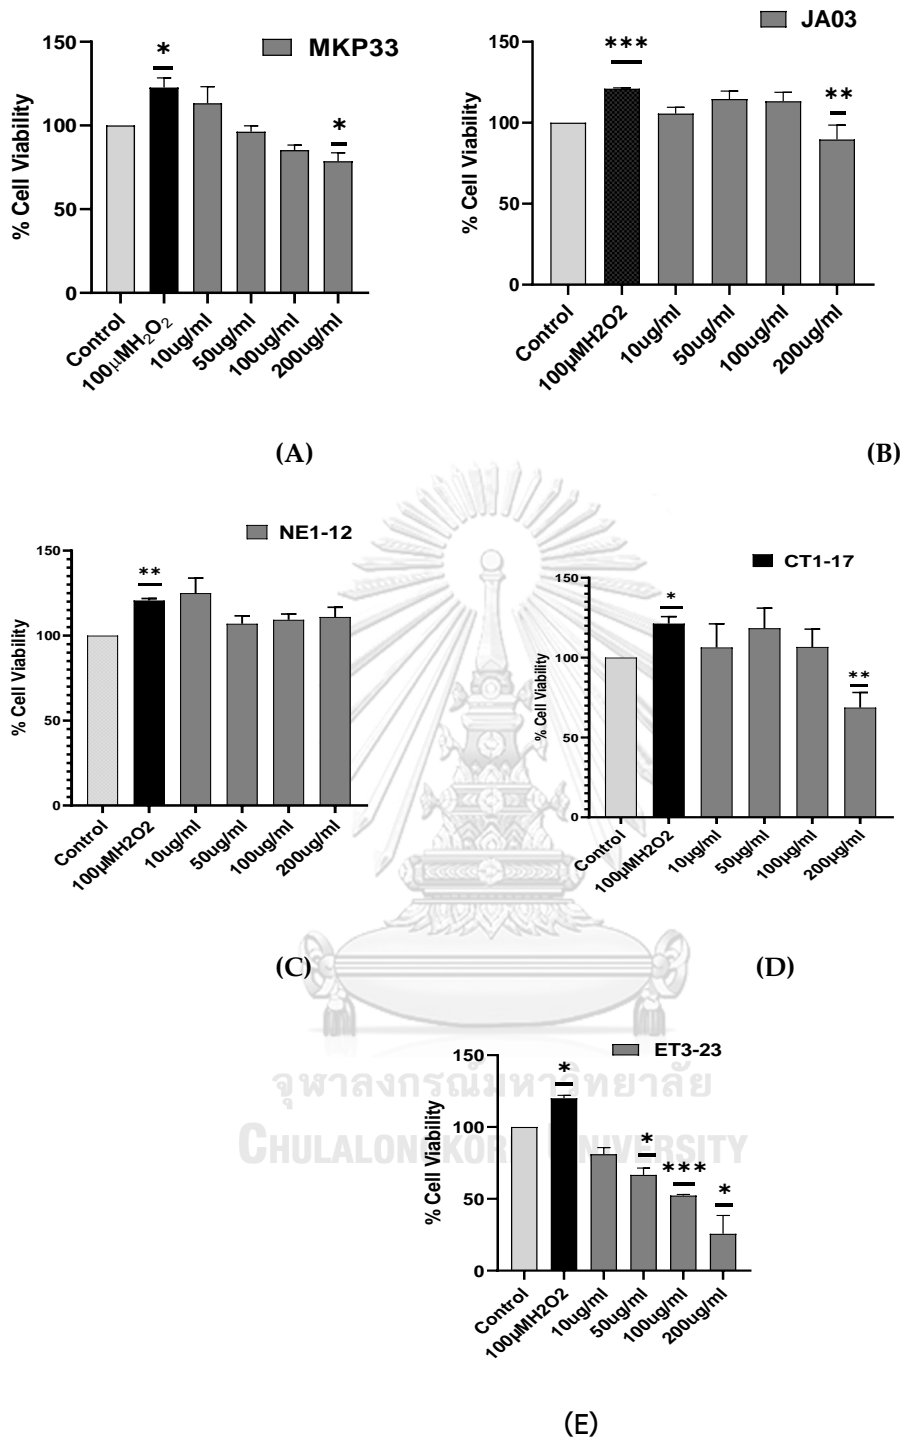 MKP33
*
*
150
100
50
0
% Cell Viability
Control
100μMH₂O₂
10ug/ml
50ug/ml
100ug/ml
200ug/ml
(A)
JA03
***
**
150
100
50
0
% Cell Viability
Control
100μMH2O2
10ug/ml
50ug/ml
100ug/ml
200ug/ml
(B)
NE1-12
**
150
100
50
0
% Cell Viability
Control
100μMH2O2
10ug/ml
50ug/ml
100ug/ml
200ug/ml
(C)
CT1-17
*
**
150
100
50
0
% Cell Viability
Control
100μMH2O2
10μg/ml
50μg/ml
100μg/ml
200μg/ml
(D)
ET3-23
*
*
***
*
150
100
50
0
% Cell Viability
Control
100μMH2O2
10ug/ml
50ug/ml
100ug/ml
200ug/ml
(E)
จุฬาลงกรณ์มหาวิทยาลัย
CHULALONGKORN UNIVERSITY